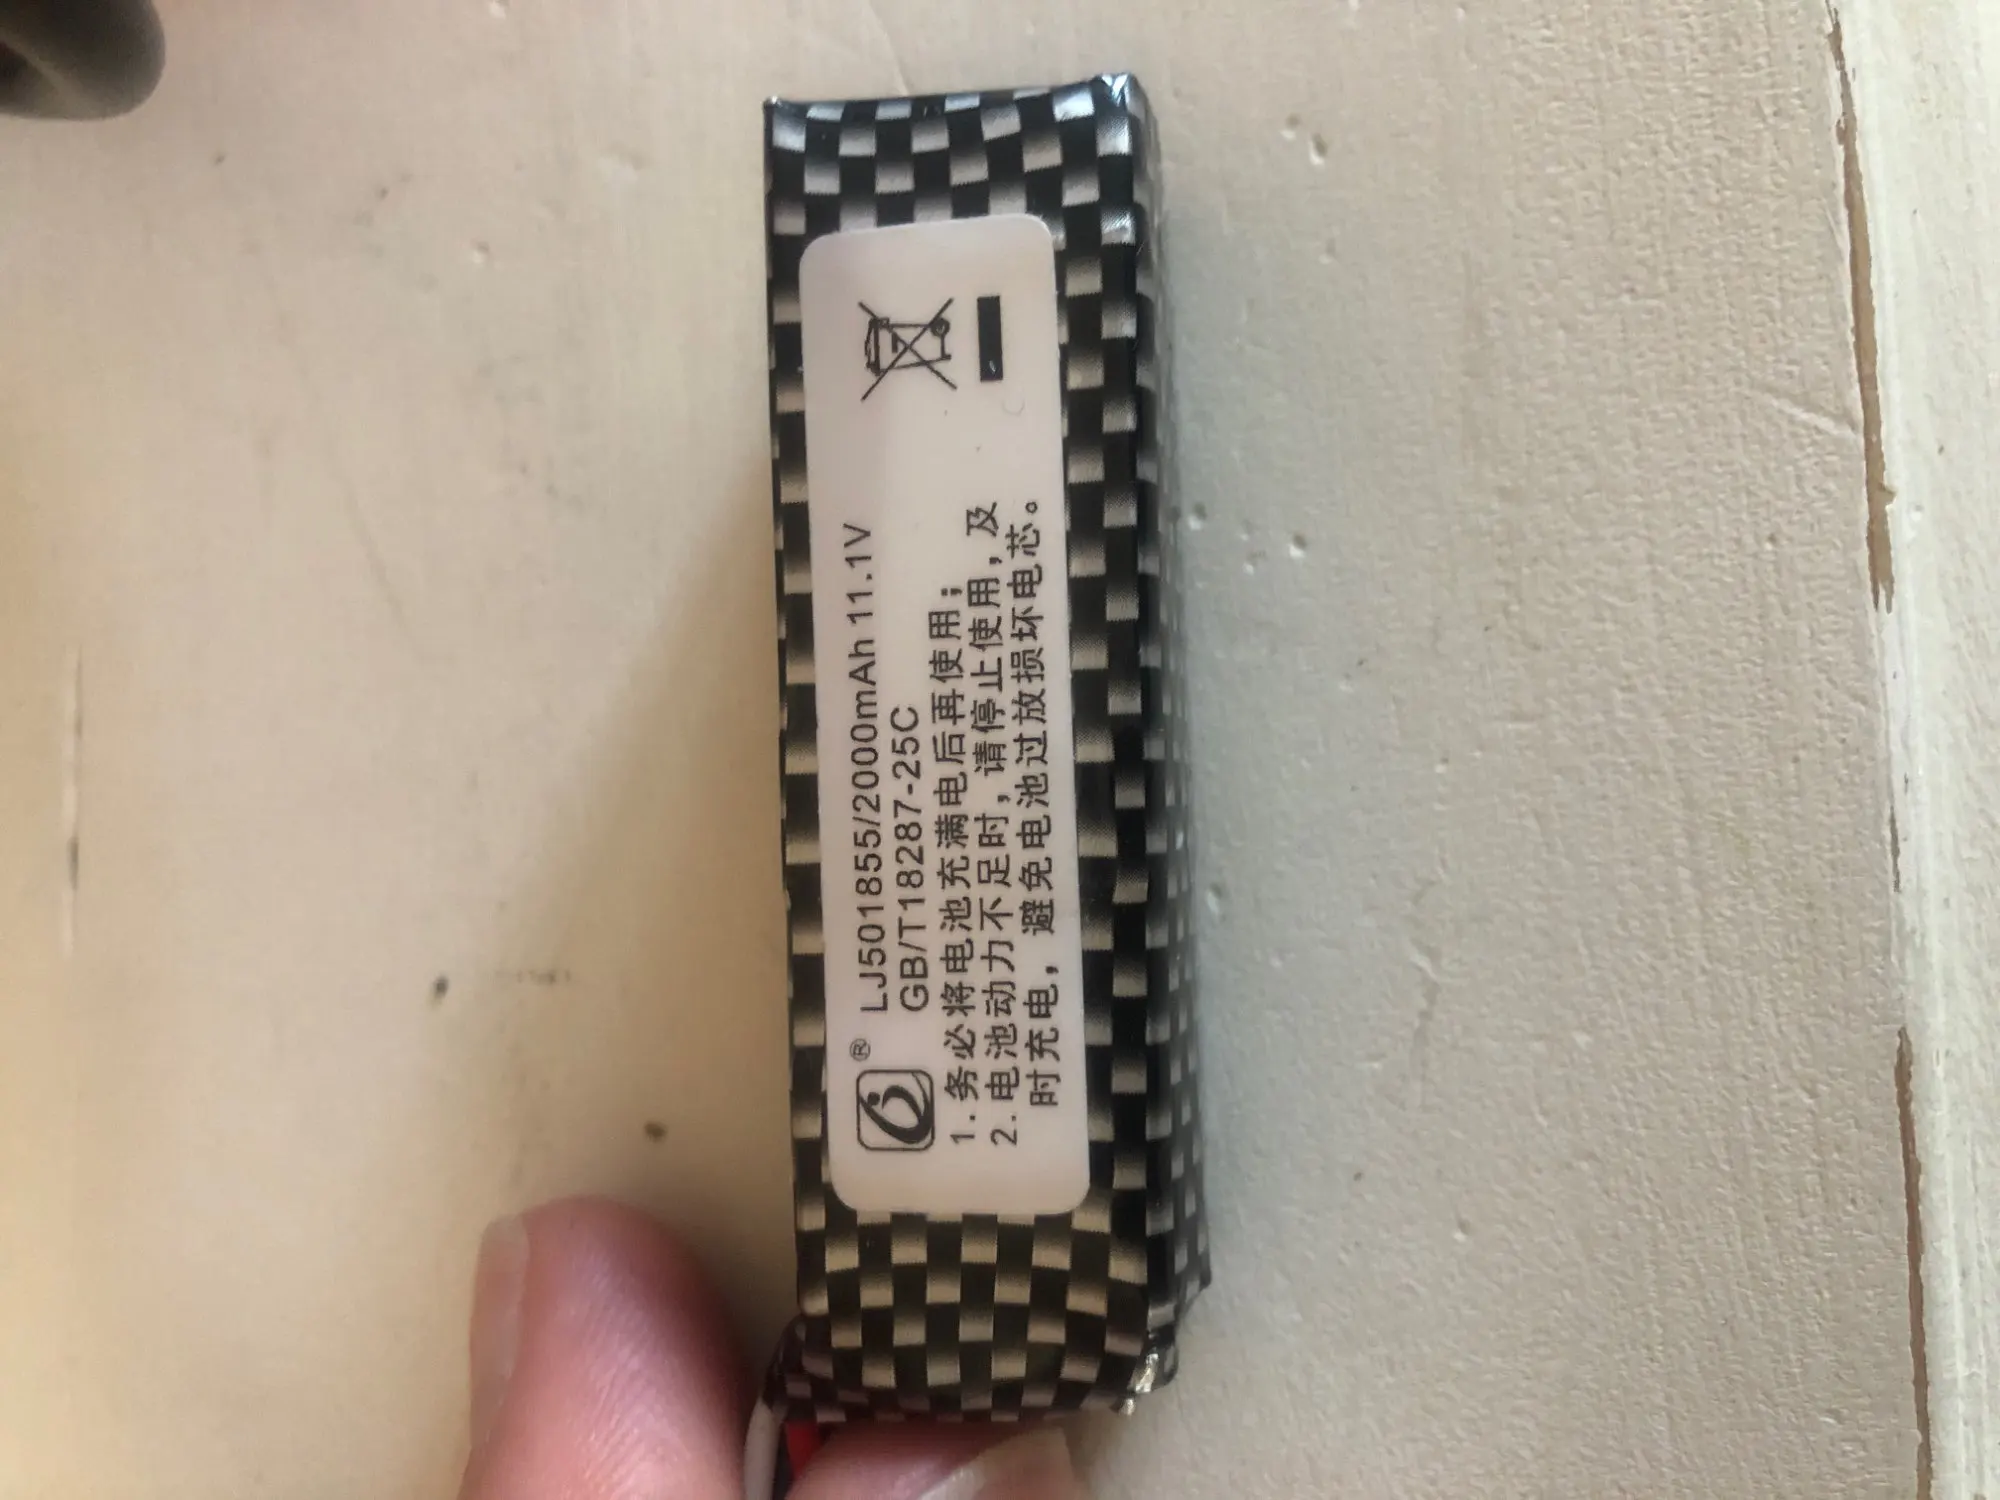 ® LJ501855/2000mAh 11.1V
GB/T18287-25C
1.务必将电池充满电后再使用；
2.电池动力不足时，请停止使用，及
时充电，避免电池过放损坏电芯。